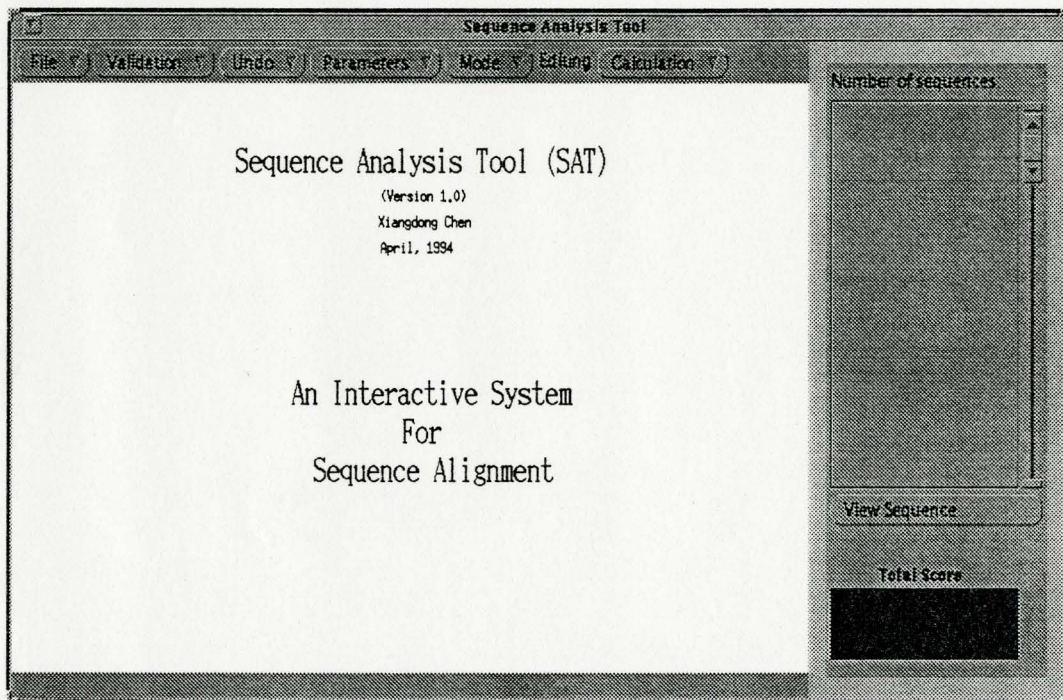 Sequence Analysis Tool
File Validation Undo Parameters Mode Editing Calculation
Number of sequences:
Sequence Analysis Tool (SAT)
(Version 1.0)
Xiangdong Chen
April, 1994
An Interactive System
For
Sequence Alignment
View Sequence
Total Score